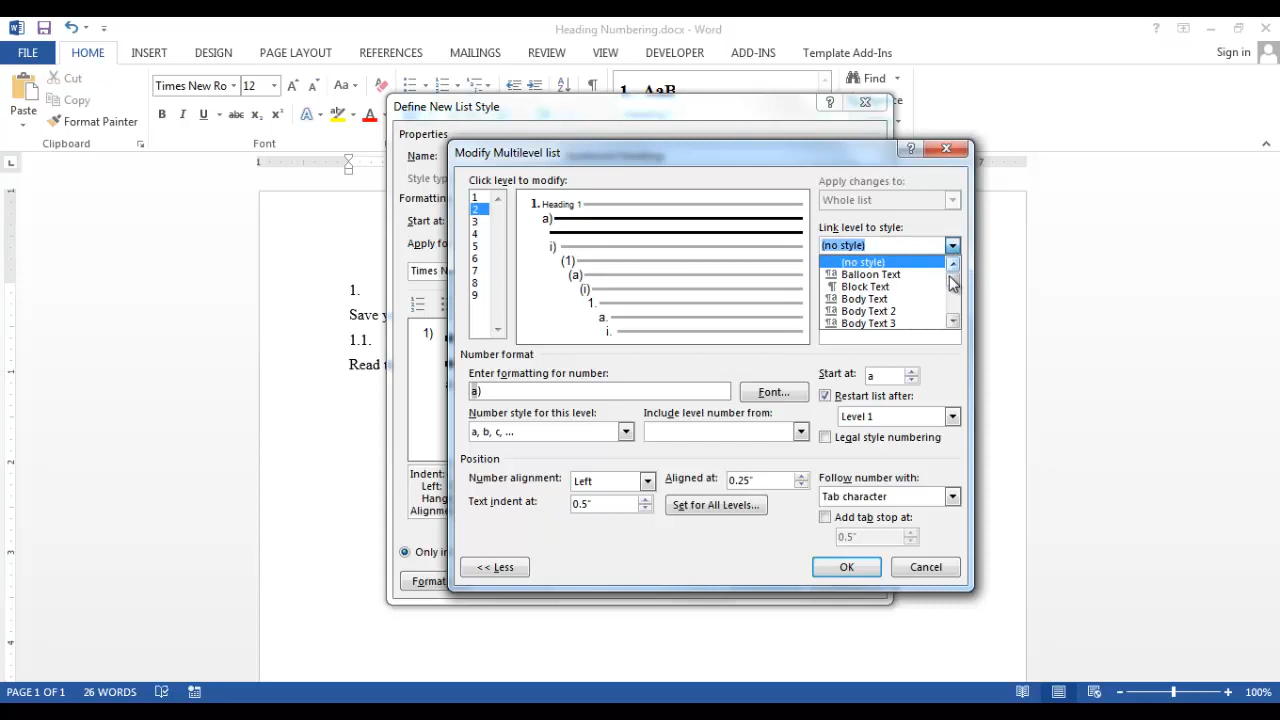 Heading Numbering.docx - Word
FILE HOME INSERT DESIGN PAGE LAYOUT REFERENCES MAILINGS REVIEW VIEW DEVELOPER ADD-INS Template Add-Ins Sign in
Cut
Copy
Format Painter
Paste
Clipboard
Times New Ro 12
Font
1. AaB
Find
Define New List Style
Properties
Name:
Style typ
Formatting
Start at:
Apply fo
Times N
1)
Indent:
Left:
Hang
Alignme
Only in
Format
1.
Save y
1.1.
Read t
Modify Multilevel list
Click level to modify:
1
2
3
4
5
6
7
8
9
1. Heading 1
a)
i)
(1)
(a)
(i)
1.
a.
i.
Apply changes to:
Whole list
Link level to style:
(no style)
(no style)
Balloon Text
Block Text
Body Text
Body Text 2
Body Text 3
Number format
Enter formatting for number:
a)
Font...
Number style for this level:
a, b, c, ...
Include level number from:
Start at: a
Restart list after:
Level 1
Legal style numbering
Position
Number alignment: Left
Aligned at: 0.25"
Text indent at: 0.5"
Set for All Levels...
Follow number with:
Tab character
Add tab stop at:
0.5"
<< Less
OK
Cancel
PAGE 1 OF 1 26 WORDS 100%